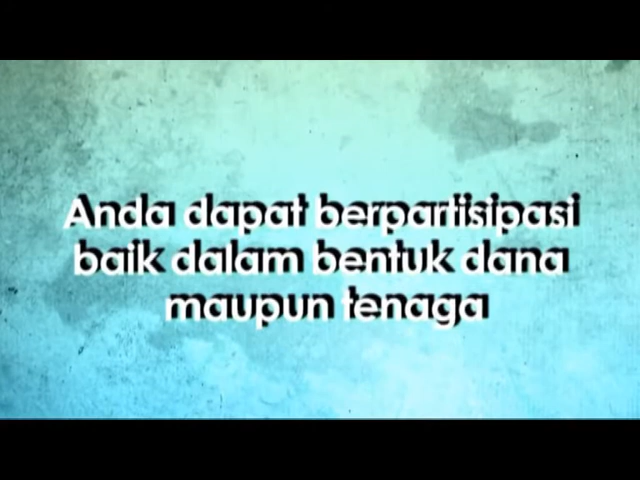 Anda dapat berpartisipasi
baik dalam bentuk dana
maupun tenaga